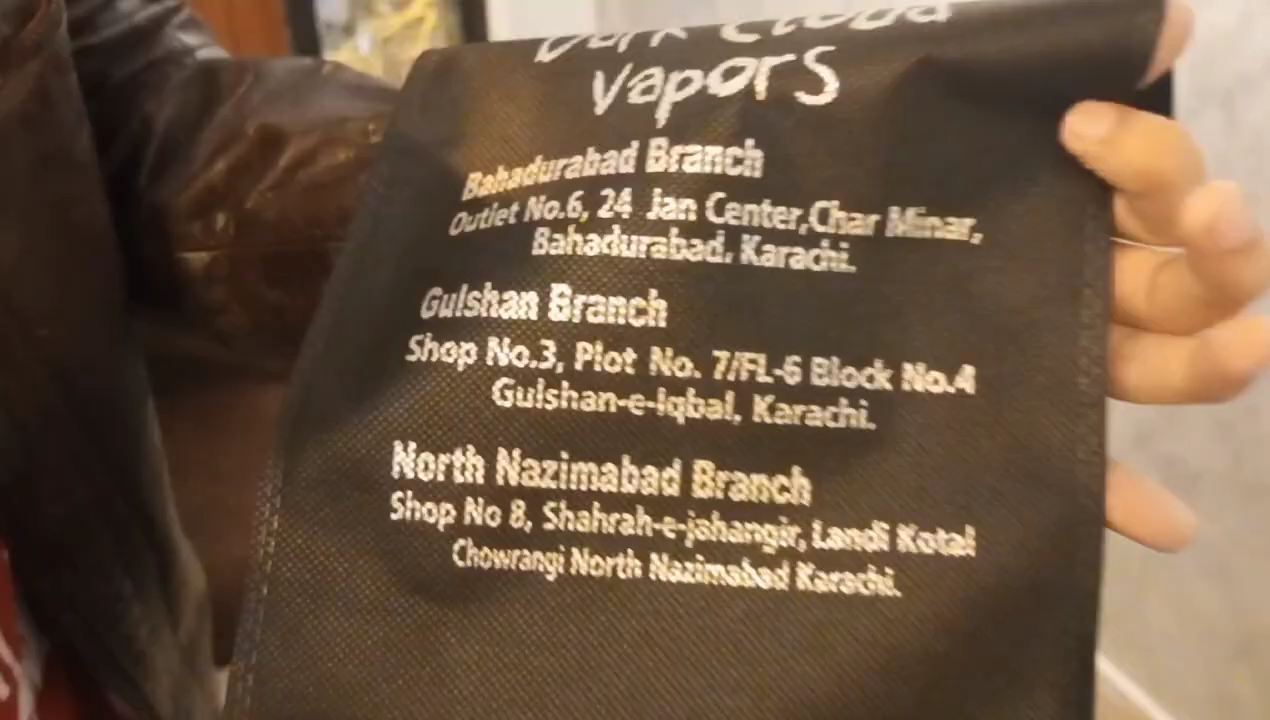 Dark Cloud
Vapors
Bahadurabad Branch
Outlet No.6, 24 Jan Center,Char Minar,
Bahadurabad. Karachi.
Gulshan Branch
Shop No.3, Plot No. 7/FL-6 Block No.4
Gulshan-e-Iqbal, Karachi.
North Nazimabad Branch
Shop No 8, Shahrah-e-jahangir, Landi Kotal
Chowrangi North Nazimabad Karachi.